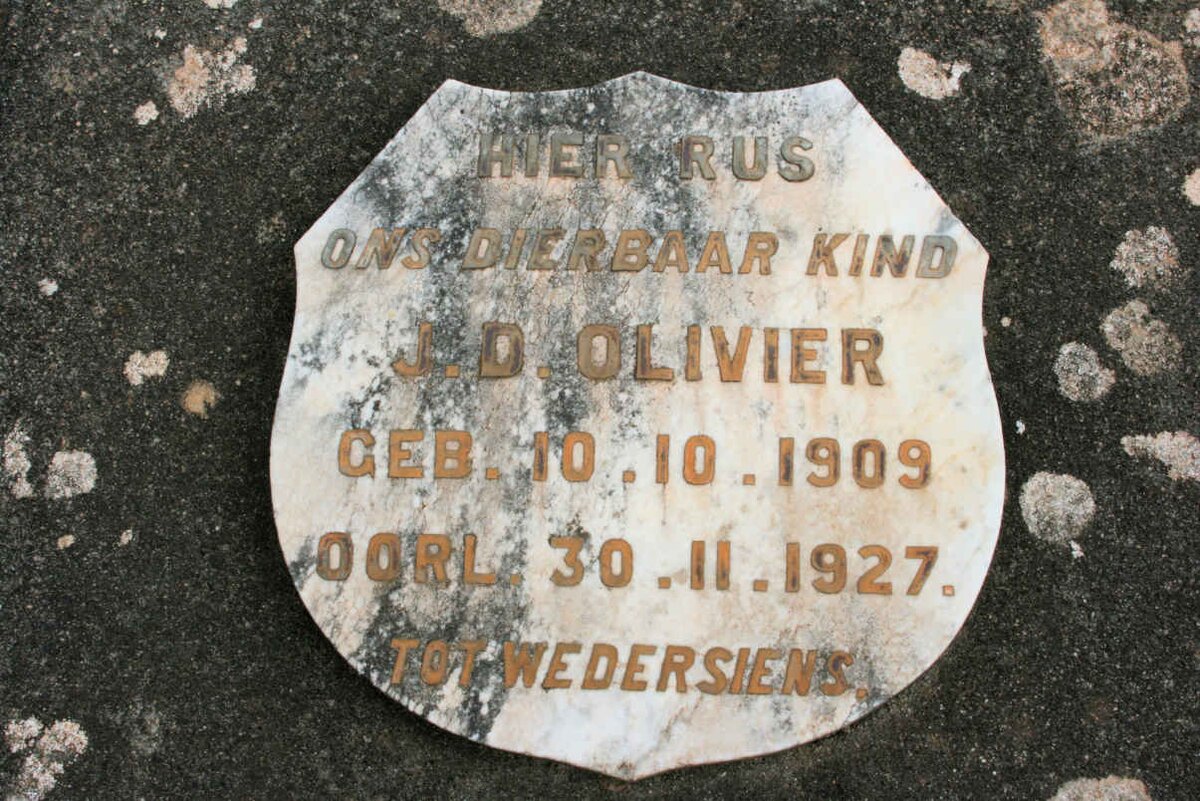 HIER RUS
ONS DIERBAAR KIND
J.D. OLIVIER
GEB. 10.10.1909
OORL. 30.11.1927.
TOT WEDERSIENS.